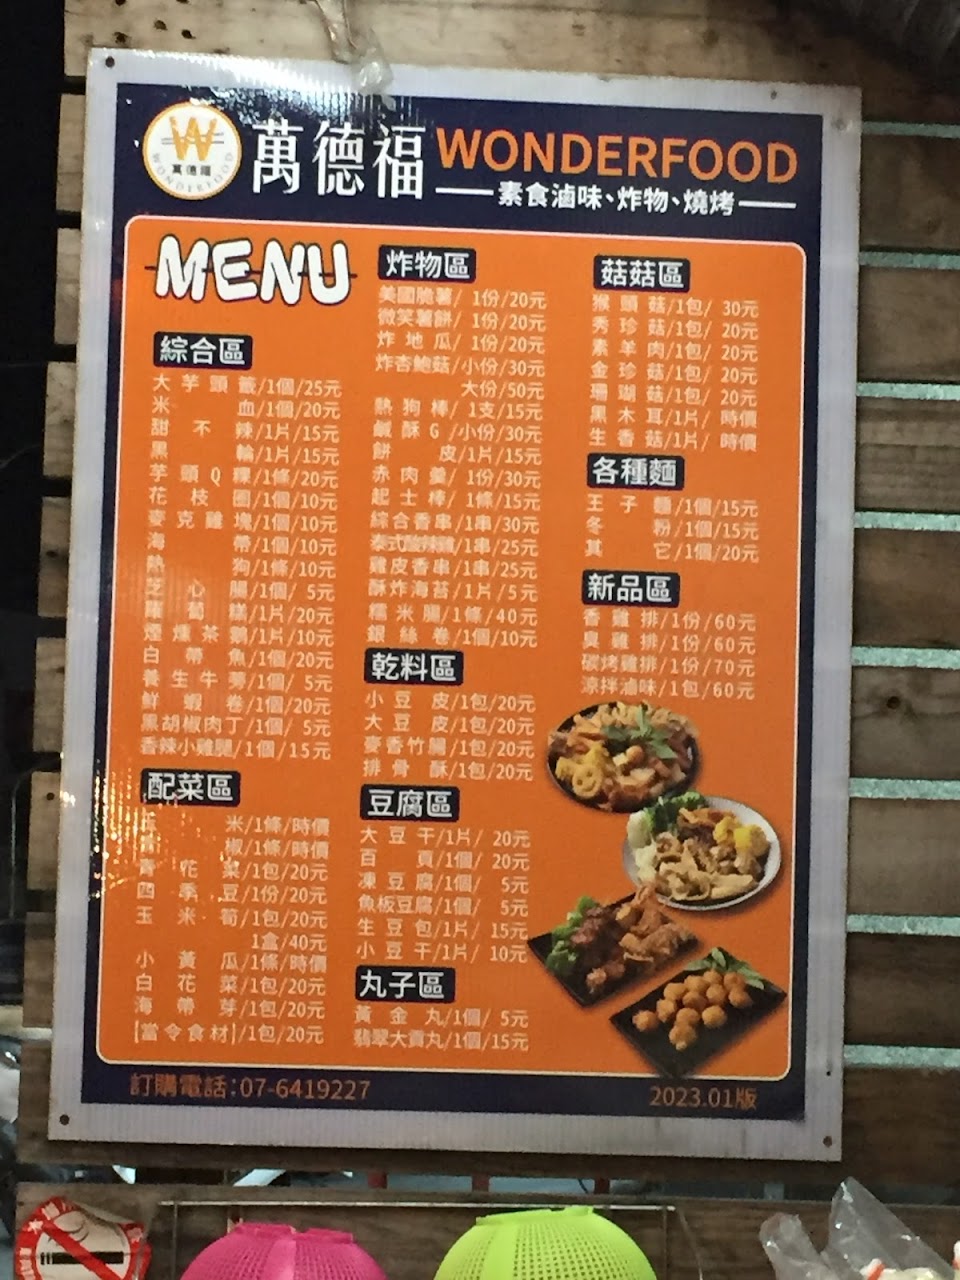 萬德福 WONDERFOOD
素食滷味、炸物、燒烤
萬德福
WONDERFOOD
MENU
綜合區
大芋頭籤/1個/25元
米血/1個/20元
甜不辣/1片/15元
黑輪/1片/15元
芋頭Q粿/1條/20元
花枝圈/1個/10元
麥克雞塊/1個/10元
海帶/1個/10元
熱狗/1條/10元
芝心腸/1個/ 5元
蘿蔔糕/1片/20元
煙燻茶鵝/1片/10元
白帶魚/1個/20元
養生牛蒡/1個/ 5元
鮮蝦卷/1個/20元
黑胡椒肉丁/1個/ 5元
香辣小雞腿/1個/15元
配菜區
米/1條/時價
椒/1條/時價
青花菜/1包/20元
四季豆/1份/20元
玉米筍/1包/20元
1盒/40元
小黃瓜/1條/時價
白花菜/1包/20元
海帶芽/1包/20元
[當令食材]/1包/20元
炸物區
美國脆薯/ 1份/20元
微笑薯餅/ 1份/20元
炸地瓜/ 1份/20元
炸杏鮑菇/小份/30元
大份/50元
熱狗棒/ 1支/15元
鹹酥G /小份/30元
餅皮/1片/15元
赤肉羹/ 1份/30元
起士棒/ 1條/15元
綜合香串/1串/30元
泰式酸辣雞/1串/25元
雞皮香串/1串/25元
酥炸海苔/1片/5元
糯米腸/1條/40元
銀絲卷/1個/10元
乾料區
小豆皮/1包/20元
大豆皮/1包/20元
麥香竹腸/1包/20元
排骨酥/1包/20元
豆腐區
大豆干/1片/ 20元
百頁/1個/ 20元
凍豆腐/1個/ 5元
魚板豆腐/1個/ 5元
生豆包/1片/ 15元
小豆干/1片/ 10元
丸子區
黃金丸/1個/ 5元
翡翠大貢丸/1個/15元
菇菇區
猴頭菇/1包/ 30元
秀珍菇/1包/ 20元
素羊肉/1包/ 20元
金珍菇/1包/ 20元
珊瑚菇/1包/ 20元
黑木耳/1片/ 時價
生香菇/1片/ 時價
各種麵
王子麵/1個/15元
冬粉/1個/15元
其它/1個/20元
新品區
香雞排/1份/60元
臭雞排/1份/60元
碳烤雞排/1份/70元
涼拌滷味/1包/60元
訂購電話:07-6419227
2023.01版